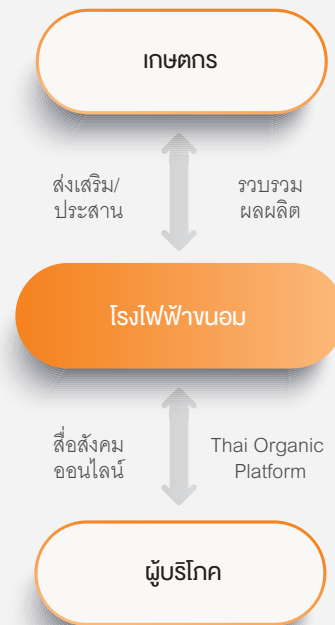 เกษตกร
ส่งเสริม/
ประสาน
รวบรวม
ผลผลิต
โรงไฟฟ้าขนอม
สื่อสังคม
ออนไลน์
Thai Organic
Platform
ผู้บริโภค